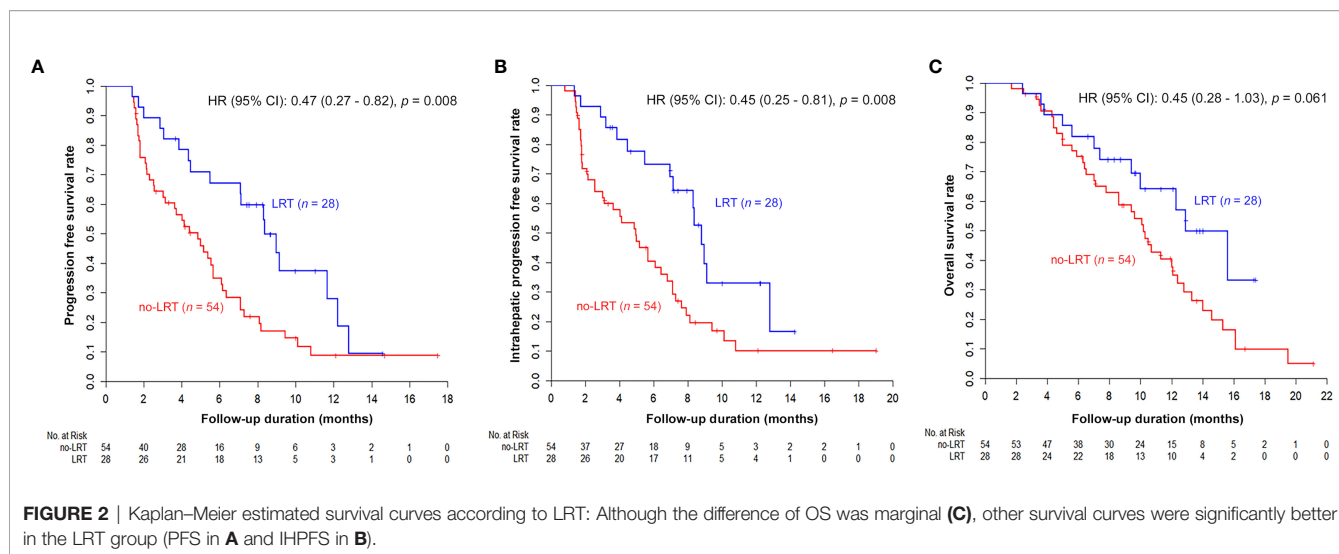 A
HR (95% CI): 0.47 (0.27 - 0.82), p = 0.008
Progression free survival rate
1.0
0.9
0.8
0.7
0.6
0.5
0.4
0.3
0.2
0.1
0.0
LRT (n = 28)
no-LRT (n = 54)
0 2 4 6 8 10 12 14 16 18
Follow-up duration (months)
No. at Risk
no-LRT 54 40 28 16 9 6 3 2 1 0
LRT 28 26 21 18 13 5 3 1 0 0
B
HR (95% CI): 0.45 (0.25 - 0.81), p = 0.008
Intrahepatic progression free survival rate
1.0
0.9
0.8
0.7
0.6
0.5
0.4
0.3
0.2
0.1
0.0
LRT (n = 28)
no-LRT (n = 54)
0 2 4 6 8 10 12 14 16 18 20
Follow-up duration (months)
No. at Risk
no-LRT 54 37 27 18 9 5 3 2 2 1 0
LRT 28 26 20 17 11 5 4 1 0 0 0
C
HR (95% CI): 0.45 (0.28 - 1.03), p = 0.061
Overall survival rate
1.0
0.9
0.8
0.7
0.6
0.5
0.4
0.3
0.2
0.1
0.0
LRT (n = 28)
no-LRT (n = 54)
0 2 4 6 8 10 12 14 16 18 20 22
Follow-up duration (months)
No. at Risk
no-LRT 54 53 47 38 30 24 15 8 5 2 1 0
LRT 28 28 24 22 18 13 10 4 2 0 0 0
FIGURE 2 | Kaplan–Meier estimated survival curves according to LRT: Although the difference of OS was marginal (C), other survival curves were significantly better
in the LRT group (PFS in A and IHPFS in B).